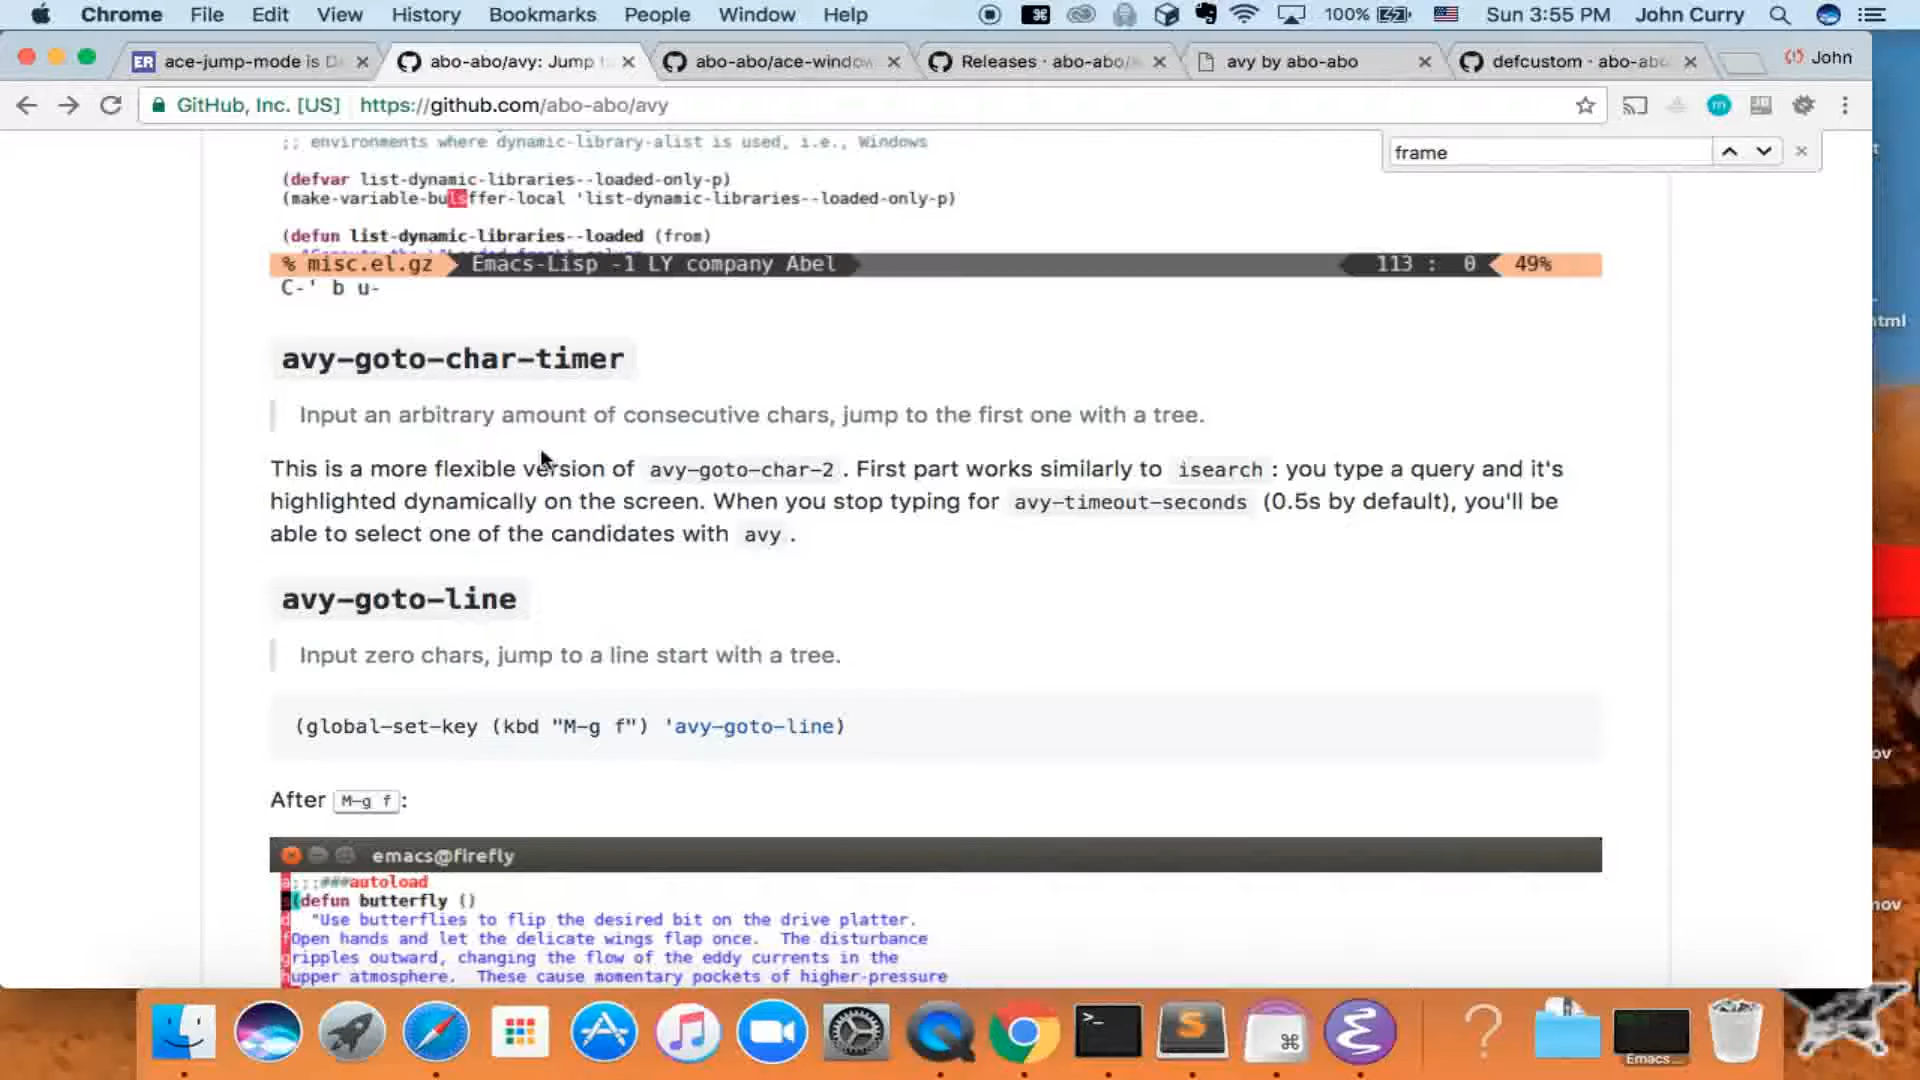 Chrome File Edit View History Bookmarks People Window Help 100% Sun 3:55 PM John Curry
ER ace-jump-mode is D abo-abo/avy: Jump t abo-abo/ace-window Releases · abo-abo/ avy by abo-abo defcustom · abo-abo John
GitHub, Inc. [US] https://github.com/abo-abo/avy
frame
;; environments where dynamic-library-alist is used, i.e., Windows
(defvar list-dynamic-libraries--loaded-only-p)
(make-variable-bulsffer-local 'list-dynamic-libraries--loaded-only-p)
(defun list-dynamic-libraries--loaded (from)
% misc.el.gz Emacs-Lisp -1 LY company Abel 113 : 0 49%
C-' b u-
avy-goto-char-timer
Input an arbitrary amount of consecutive chars, jump to the first one with a tree.
This is a more flexible version of avy-goto-char-2 . First part works similarly to isearch : you type a query and it's
highlighted dynamically on the screen. When you stop typing for avy-timeout-seconds (0.5s by default), you'll be
able to select one of the candidates with avy .
avy-goto-line
Input zero chars, jump to a line start with a tree.
(global-set-key (kbd "M-g f") 'avy-goto-line)
After M-g f :
emacs@firefly
a;;;###autoload
(defun butterfly ()
d "Use butterflies to flip the desired bit on the drive platter.
fOpen hands and let the delicate wings flap once. The disturbance
gripples outward, changing the flow of the eddy currents in the
hupper atmosphere. These cause momentary pockets of higher-pressure
html
ov
mov
Emacs...